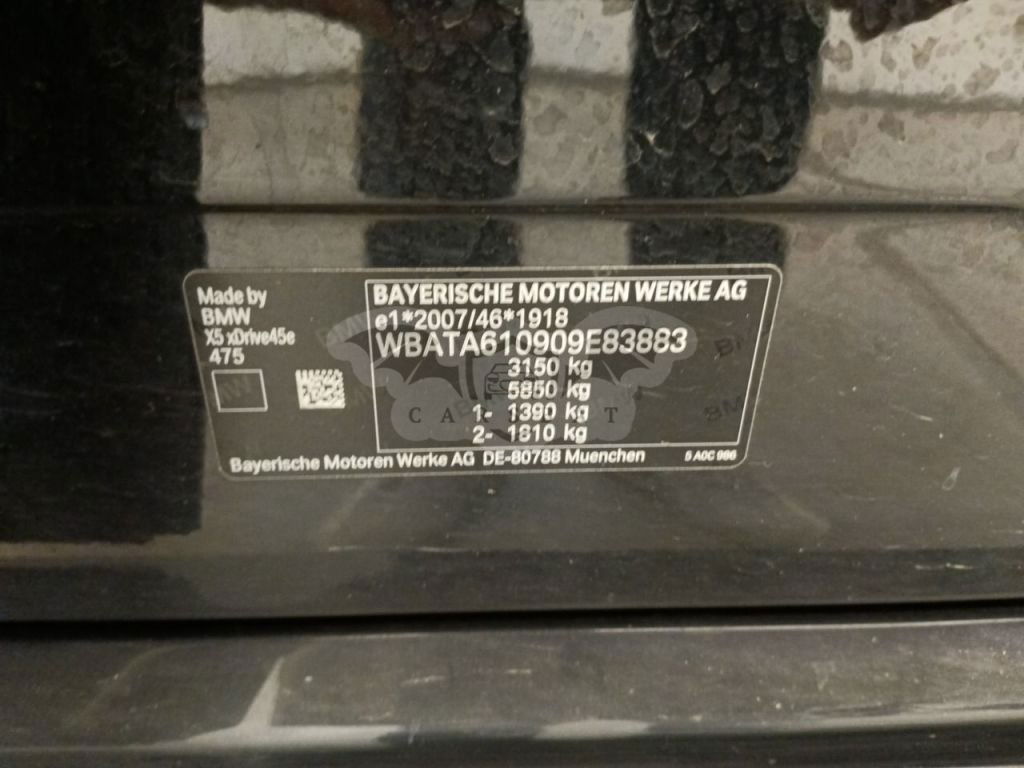 Made by
BMW
X5 xDrive45e
475
BAYERISCHE MOTOREN WERKE AG
e1*2007/46*1918
WBATA610909E83883
3150 kg
5850 kg
1- 1390 kg
2- 1810 kg
Bayerische Motoren Werke AG DE-80788 Muenchen
5 A0C 986